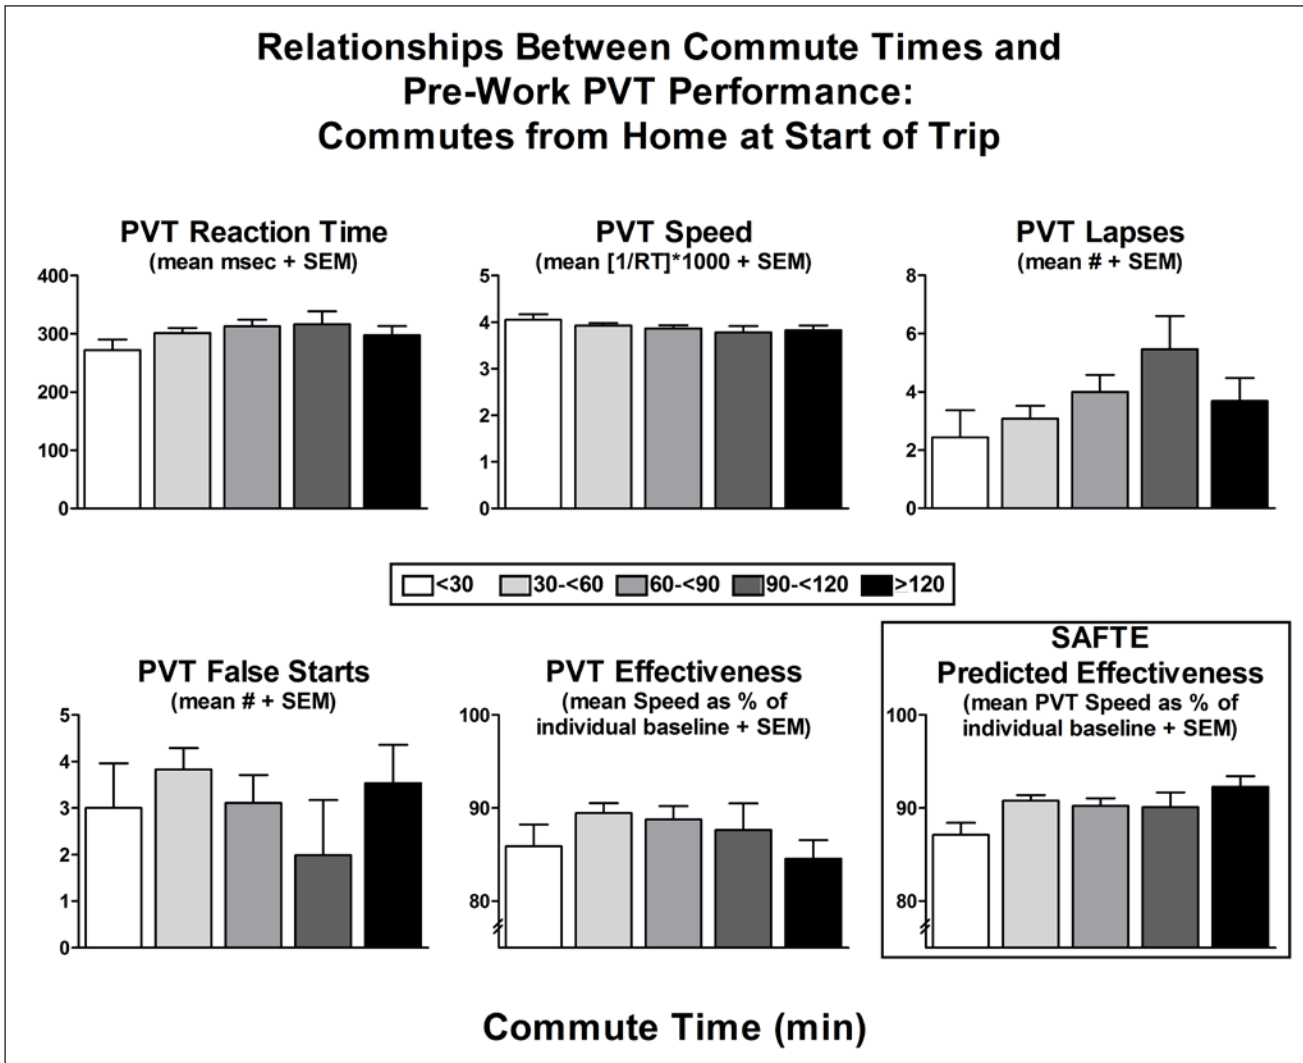 Relationships Between Commute Times and
Pre-Work PVT Performance:
Commutes from Home at Start of Trip
PVT Reaction Time
(mean msec + SEM)
400
300
200
100
0
PVT Speed
(mean [1/RT]*1000 + SEM)
5
4
3
2
1
0
PVT Lapses
(mean # + SEM)
8
6
4
2
0
<30 30-<60 60-<90 90-<120 ≥120
PVT False Starts
(mean # + SEM)
5
4
3
2
1
0
PVT Effectiveness
(mean Speed as % of
individual baseline + SEM)
100
90
80
SAFTE
Predicted Effectiveness
(mean PVT Speed as % of
individual baseline + SEM)
100
90
80
Commute Time (min)